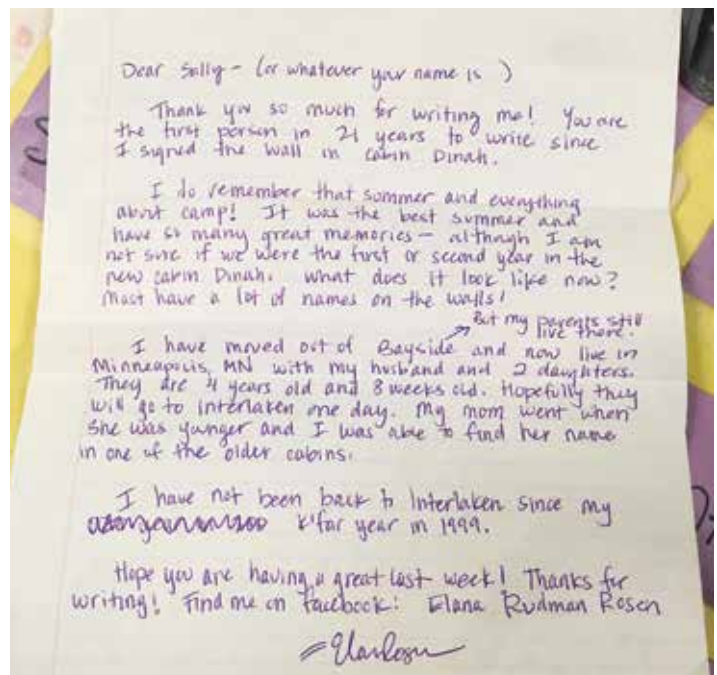 Dear Sally - (or whatever your name is )
Thank you so much for writing me! You are
the first person in 21 years to write since
I signed the wall in cabin Dinah.
I do remember that summer and everything
about camp! It was the best summer and
have so many great memories - although I am
not sure if we were the first or second year in the
new cabin Dinah. What does it look like now?
Must have a lot of names on the walls!
But my parents still
live there.
I have moved out of Bayside and now live in
Minneapolis, MN with my husband and 2 daughters.
They are 4 years old and 8 weeks old. Hopefully they
will go to Interlaken one day. My mom went when
she was younger and I was able to find her name
in one of the older cabins.
I have not been back to Interlaken since my
k'far year in 1999.
Hope you are having a great last week! Thanks for
writing! Find me on Facebook: Elana Rudman Rosen